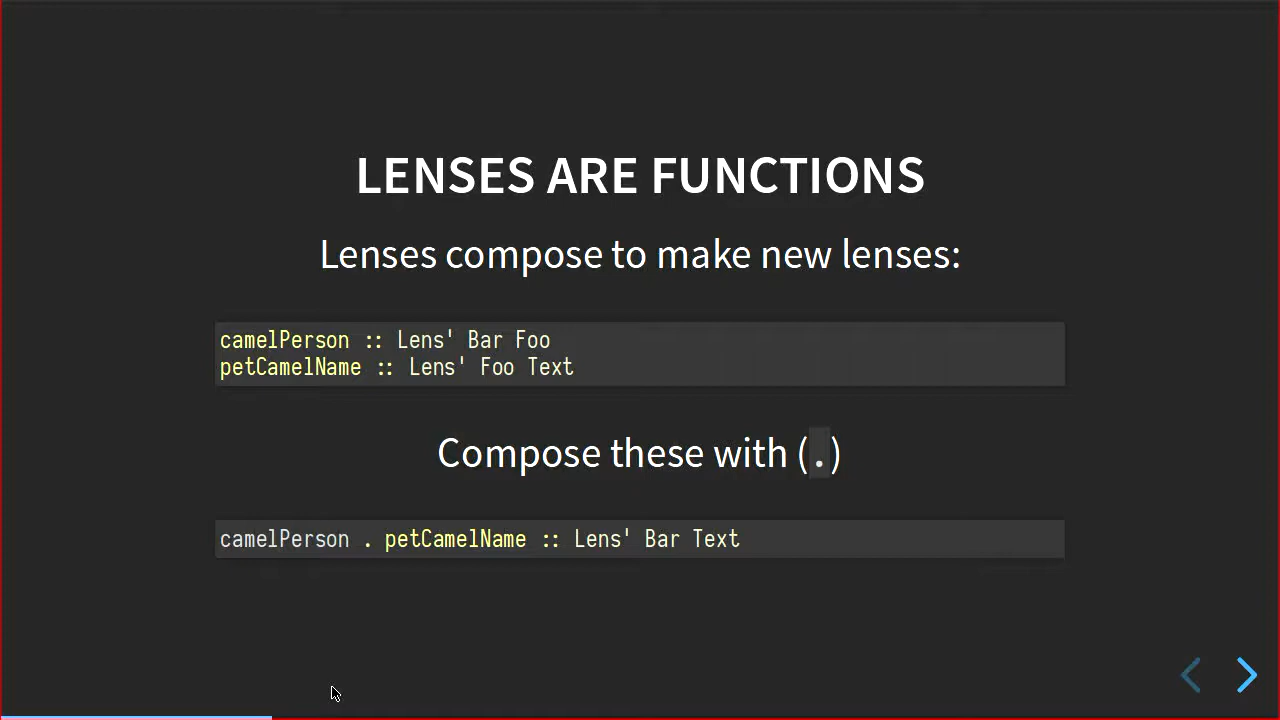 LENSES ARE FUNCTIONS
Lenses compose to make new lenses:
camelPerson :: Lens' Bar Foo
petCamelName :: Lens' Foo Text
Compose these with (.)
camelPerson . petCamelName :: Lens' Bar Text